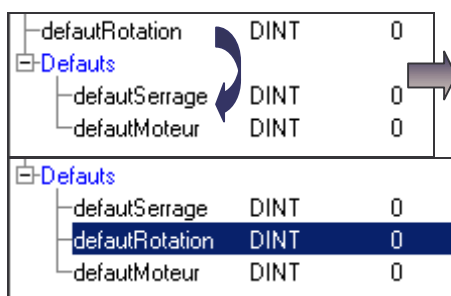 defautRotation DINT 0
Defauts
defautSerrage DINT 0
defautMoteur DINT 0
Defauts
defautSerrage DINT 0
defautRotation DINT 0
defautMoteur DINT 0